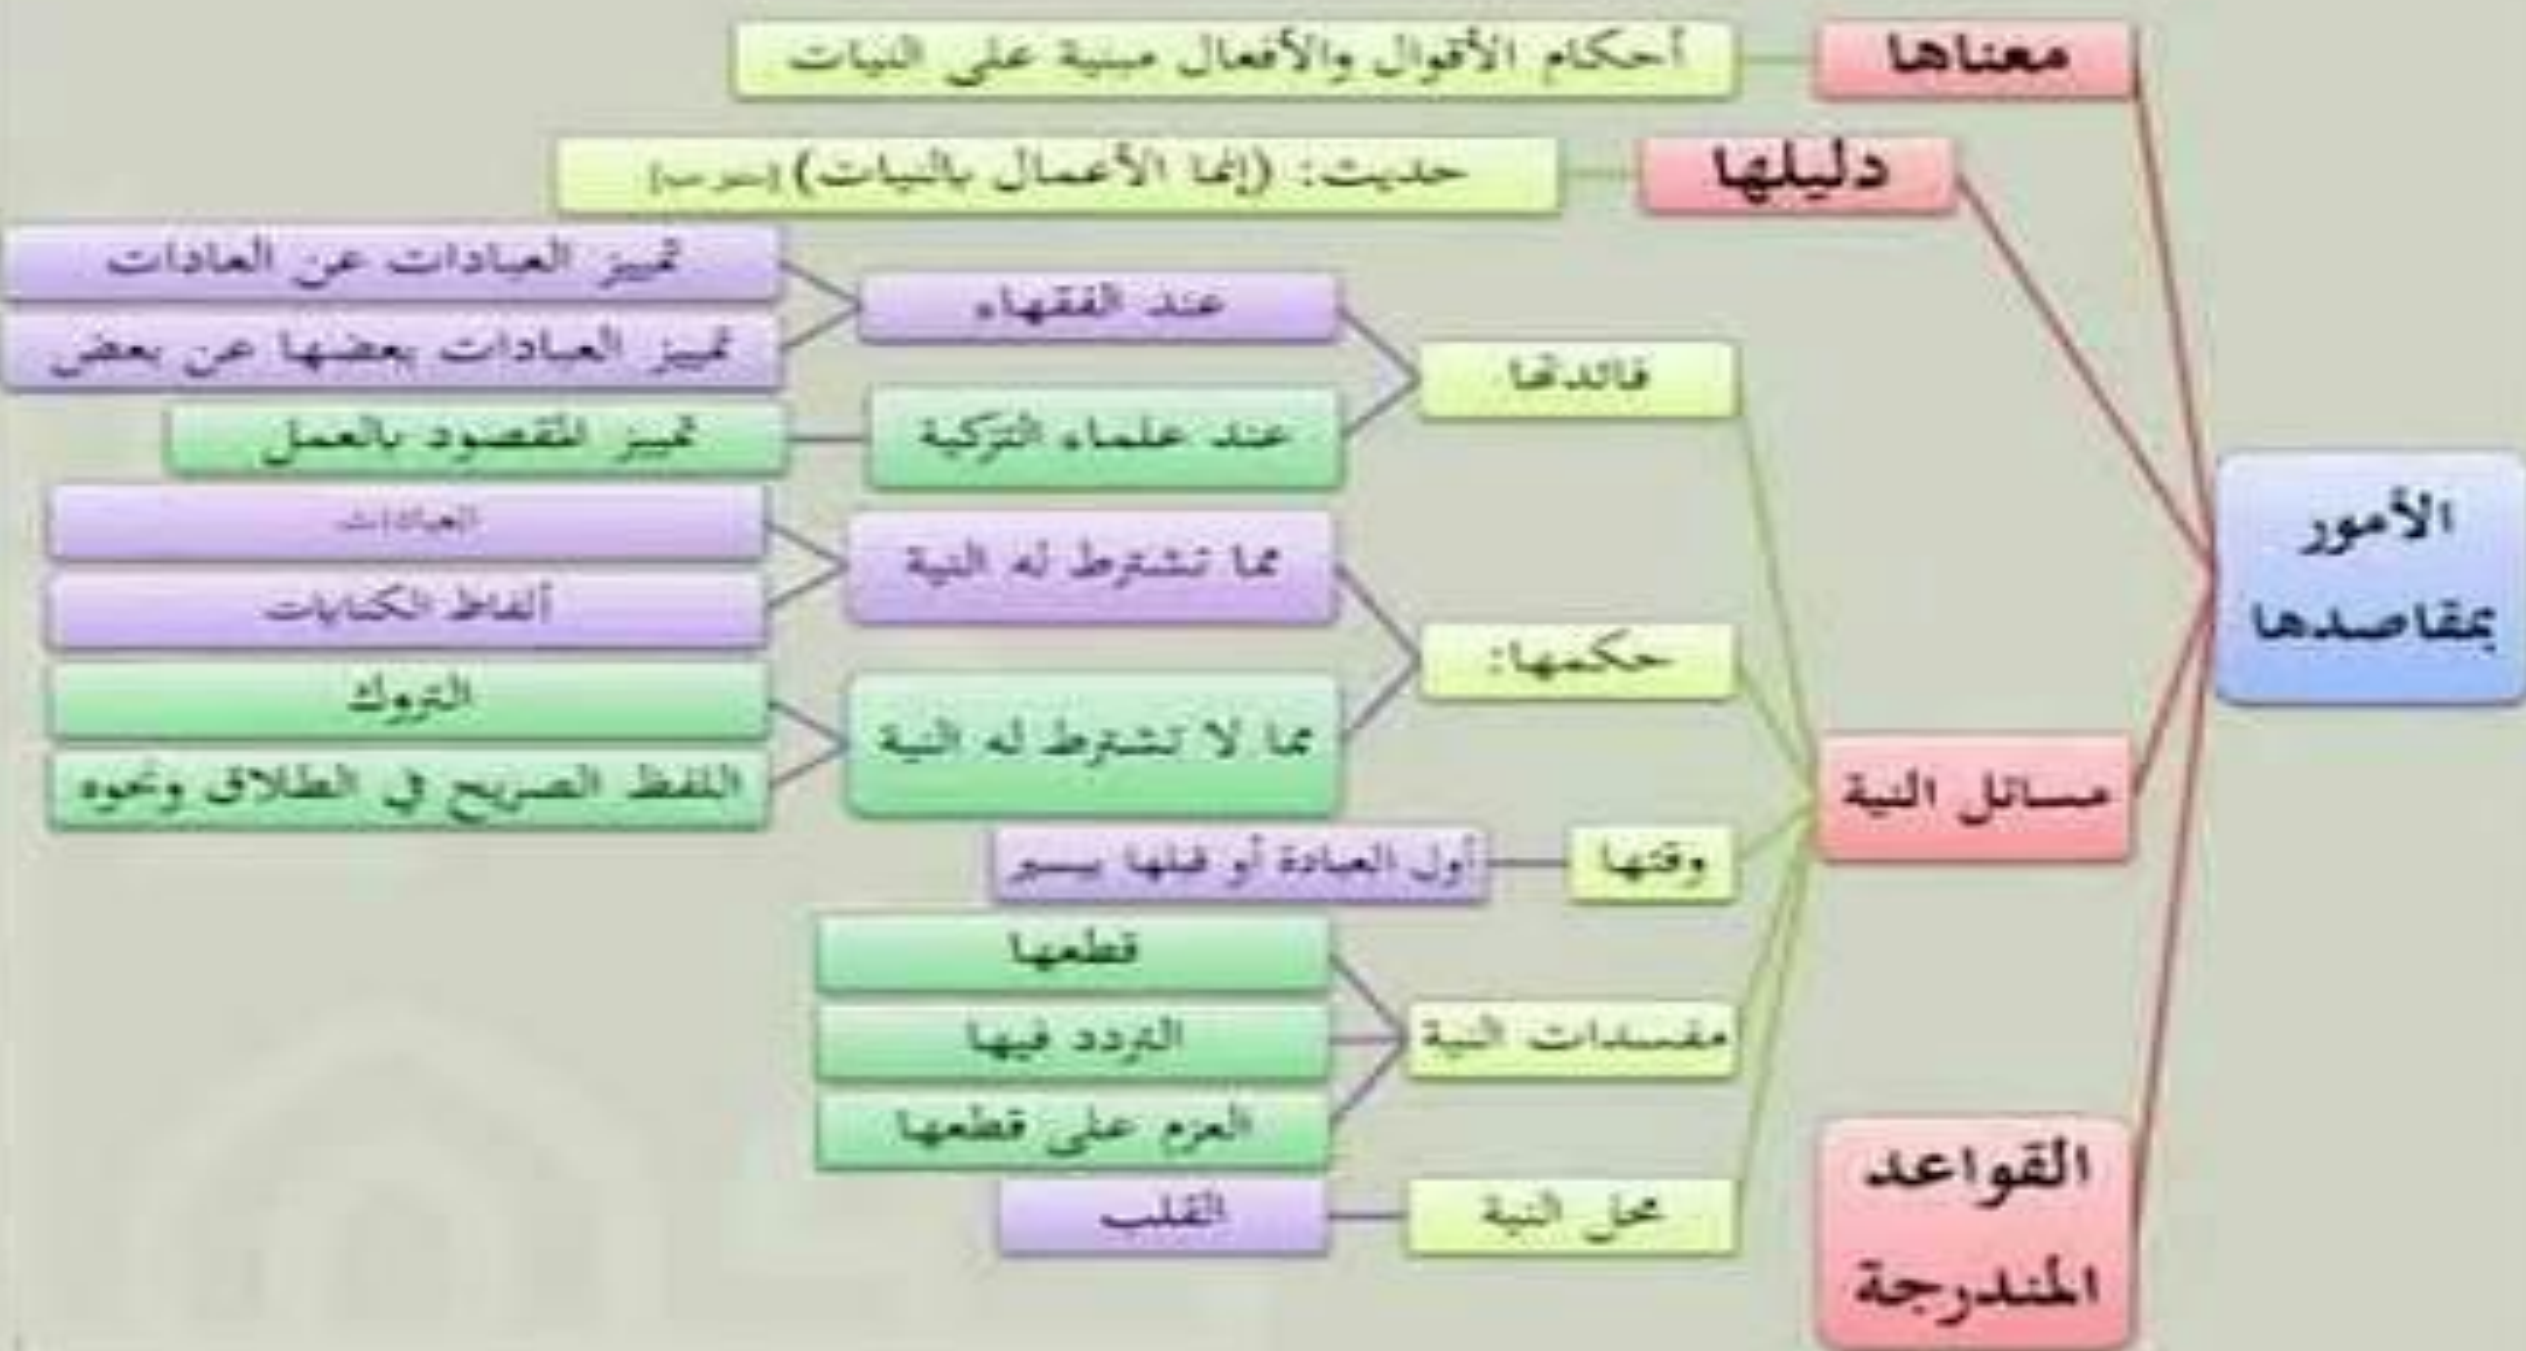 الأمور
بمقاصدها
معناها
أحكام الأقوال والأفعال مبنية على النيات
دليلها
حديث: (إنما الأعمال بالنيات) [متفق عليه]
مسائل النية
فائدتها
عند الفقهاء
تمييز العبادات عن العادات
تمييز العبادات بعضها عن بعض
عند علماء التزكية
تمييز المقصود بالعمل
حكمها:
مما تشترط له النية
العبادات
ألفاظ الكنايات
مما لا تشترط له النية
التروك
اللفظ الصريح في الطلاق ونحوه
وقتها
أول العبادة أو قبلها بيسير
مفسدات النية
قطعها
التردد فيها
العزم على قطعها
محل النية
القلب
القواعد
المندرجة